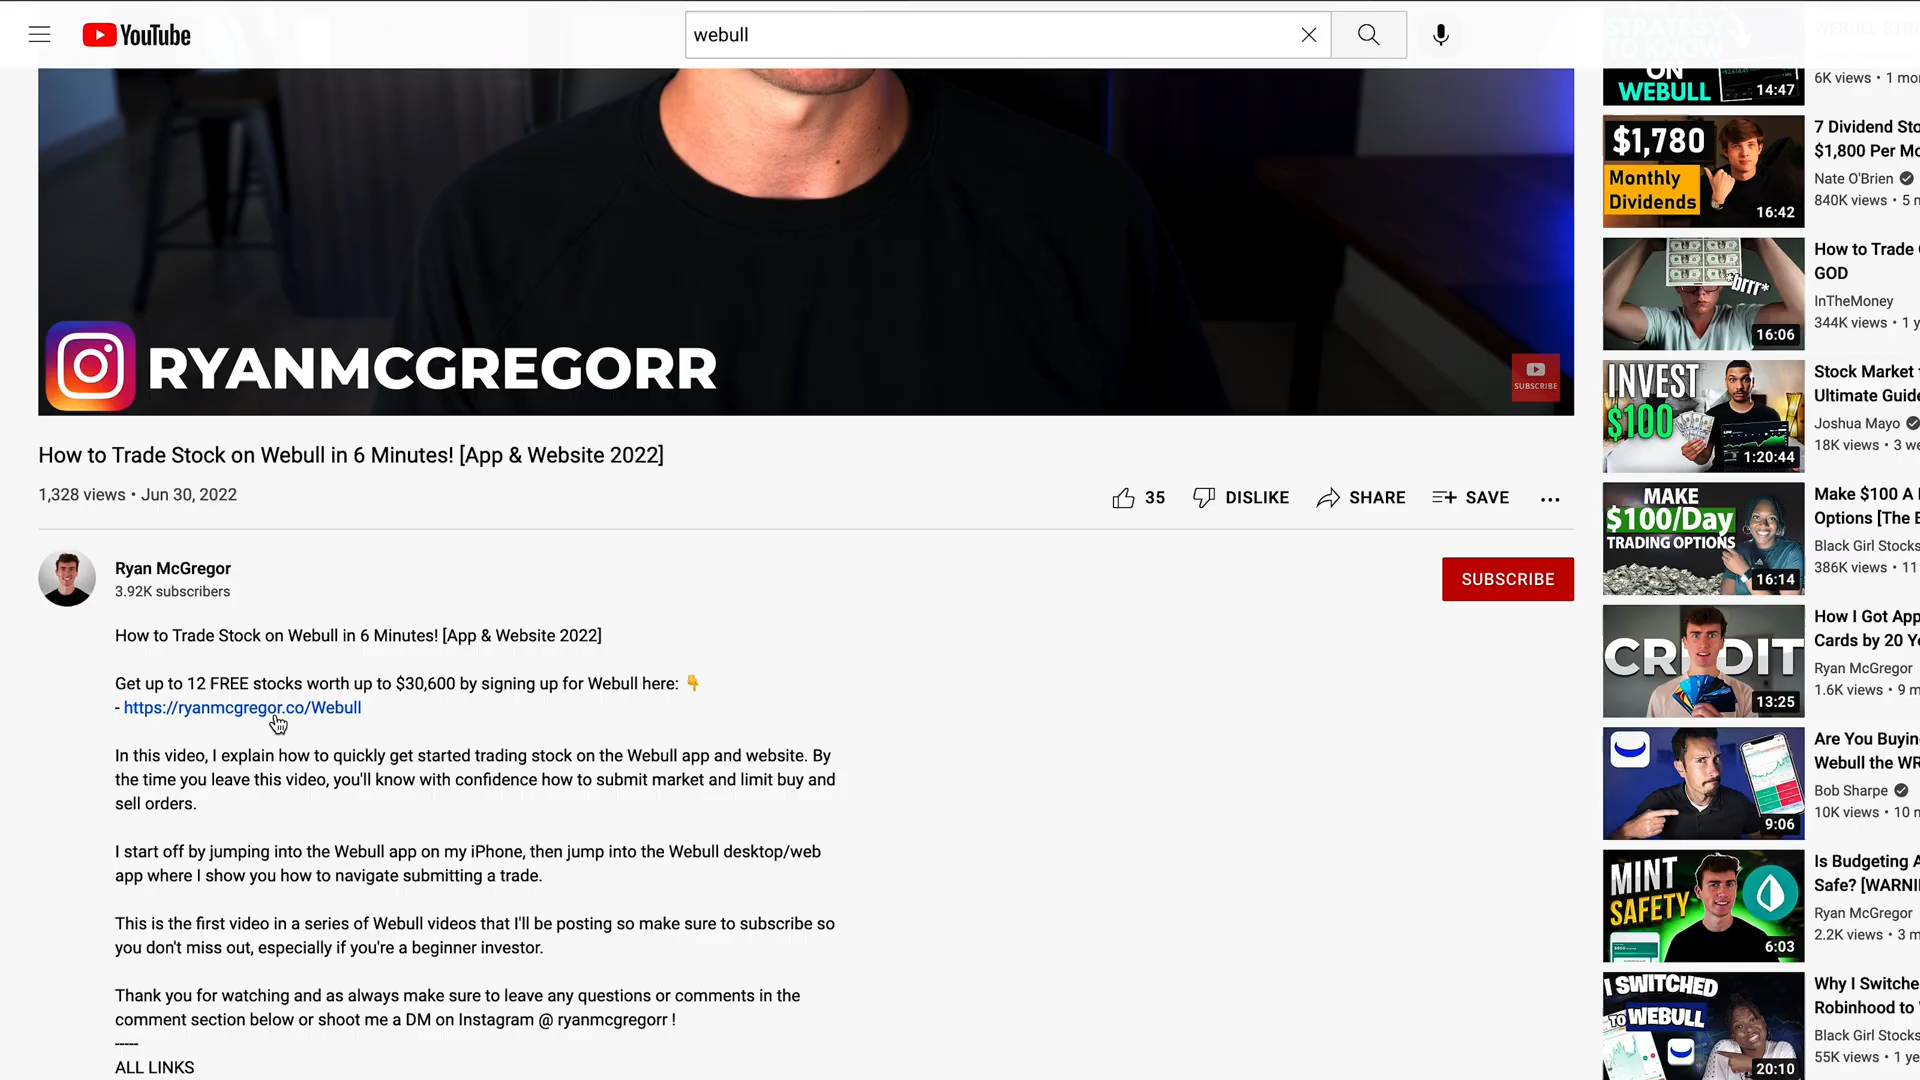 YouTube
webull
RYANMCGREGORR
SUBSCRIBE
How to Trade Stock on Webull in 6 Minutes! [App & Website 2022]
1,328 views • Jun 30, 2022
35
DISLIKE
SHARE
SAVE
Ryan McGregor
3.92K subscribers
SUBSCRIBE
How to Trade Stock on Webull in 6 Minutes! [App & Website 2022]
Get up to 12 FREE stocks worth up to $30,600 by signing up for Webull here: 👇
- https://ryanmcgregor.co/Webull
In this video, I explain how to quickly get started trading stock on the Webull app and website. By
the time you leave this video, you'll know with confidence how to submit market and limit buy and
sell orders.
I start off by jumping into the Webull app on my iPhone, then jump into the Webull desktop/web
app where I show you how to navigate submitting a trade.
This is the first video in a series of Webull videos that I'll be posting so make sure to subscribe so
you don't miss out, especially if you're a beginner investor.
Thank you for watching and as always make sure to leave any questions or comments in the
comment section below or shoot me a DM on Instagram @ ryanmcgregorr !
-----
ALL LINKS
STRATEGY
TO KNOW
ON
WEBULL
14:47
6K views • 1 mo
$1,780
Monthly
Dividends
16:42
7 Dividend Sto
$1,800 Per Mo
Nate O'Brien
840K views • 5 m
*brrr*
16:06
How to Trade
GOD
InTheMoney
344K views • 1 y
INVEST
$100
1:20:44
Stock Market
Ultimate Guide
Joshua Mayo
18K views • 3 we
MAKE
$100/Day
TRADING OPTIONS
16:14
Make $100 A
Options [The B
Black Girl Stocks
386K views • 11
CREDIT
13:25
How I Got App
Cards by 20 Ye
Ryan McGregor
1.6K views • 9 m
9:06
Are You Buyin
Webull the WR
Bob Sharpe
10K views • 10 m
MINT
SAFETY
6:03
Is Budgeting A
Safe? [WARNI
Ryan McGregor
2.2K views • 3 m
I SWITCHED
TO WEBULL
20:10
Why I Switche
Robinhood to
Black Girl Stocks
55K views • 1 ye